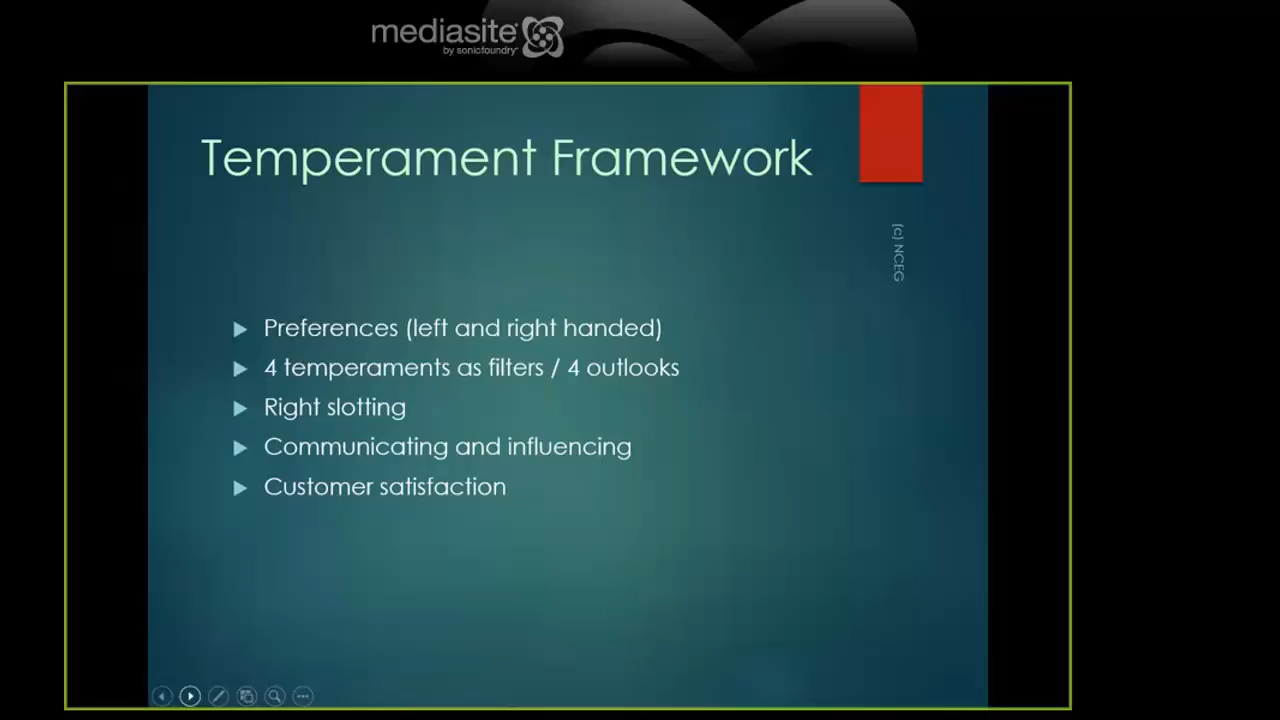 mediasite
by sonicfoundry
Temperament Framework
(c) NCEG
Preferences (left and right handed)
4 temperaments as filters / 4 outlooks
Right slotting
Communicating and influencing
Customer satisfaction